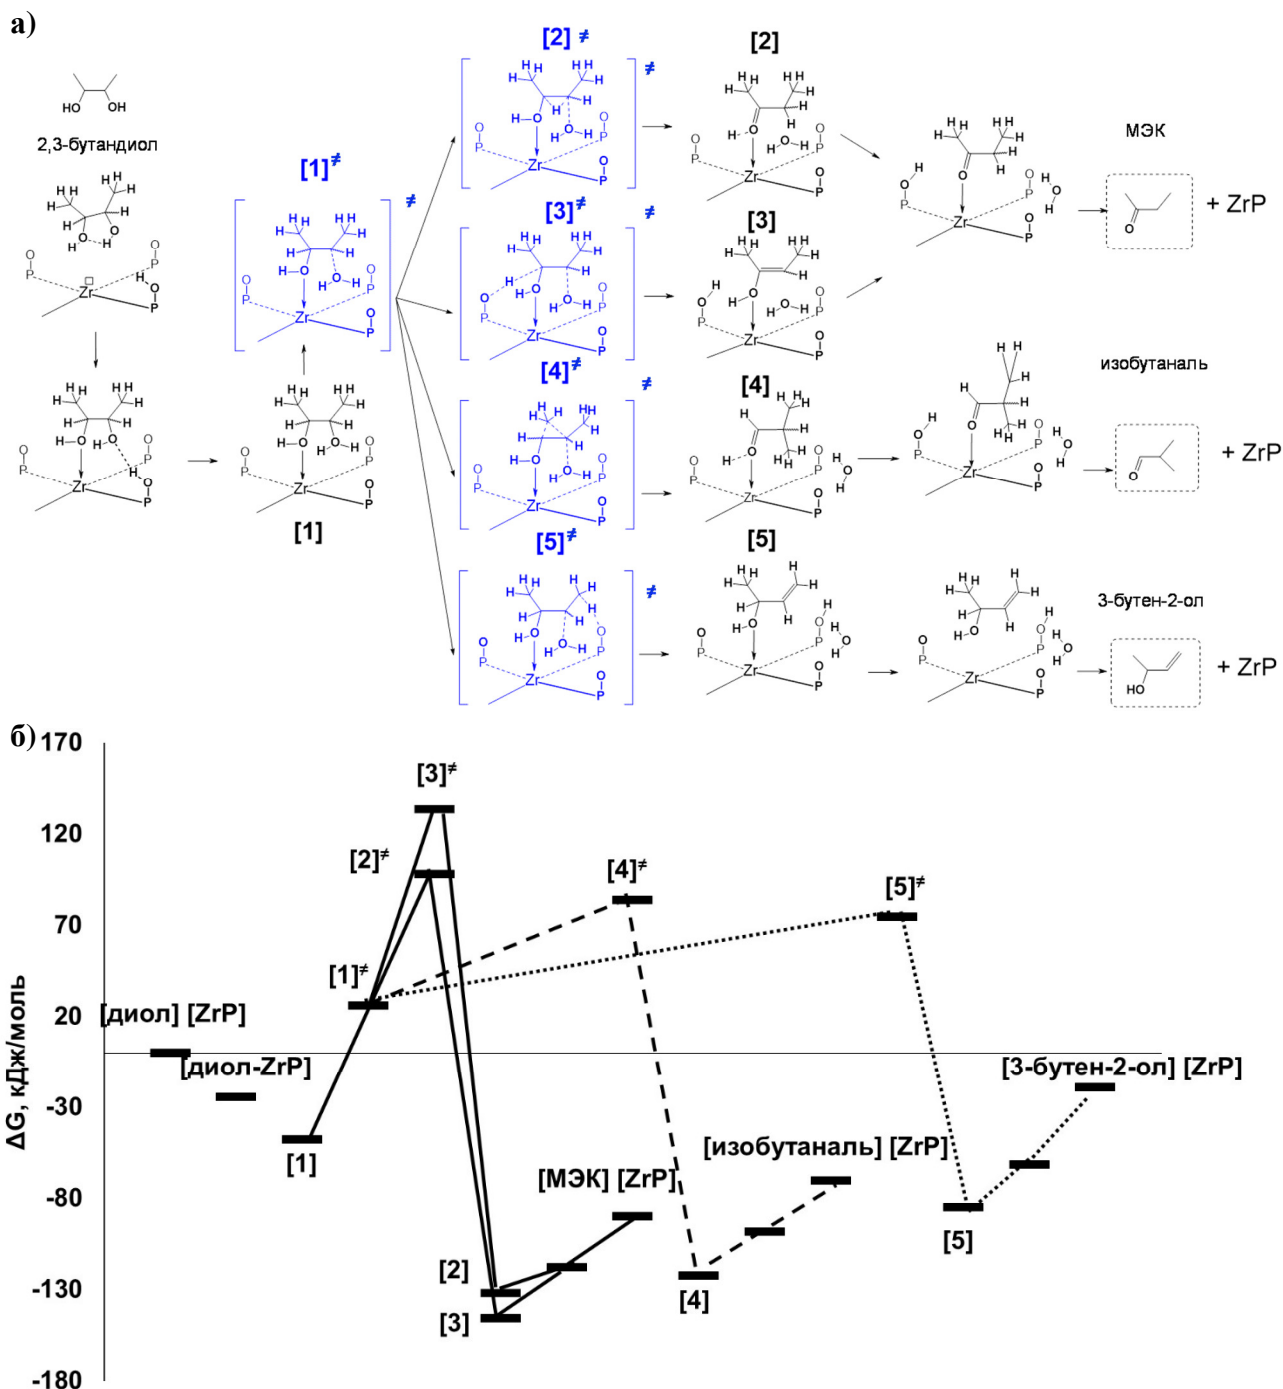 а)
[2]≠
[2]
2,3-бутандиол
МЭК
+ ZrP
[1]≠
[3]≠
[3]
[4]≠
[4]
изобутаналь
+ ZrP
[1]
[5]≠
[5]
3-бутен-2-ол
+ ZrP
б)
170
120
70
20
-30
-80
-130
-180
ΔG, кДж/моль
[3]≠
[2]≠
[4]≠
[5]≠
[1]≠
[диол] [ZrP]
[диол-ZrP]
[3-бутен-2-ол] [ZrP]
[1]
[изобутаналь] [ZrP]
[МЭК] [ZrP]
[5]
[2]
[4]
[3]